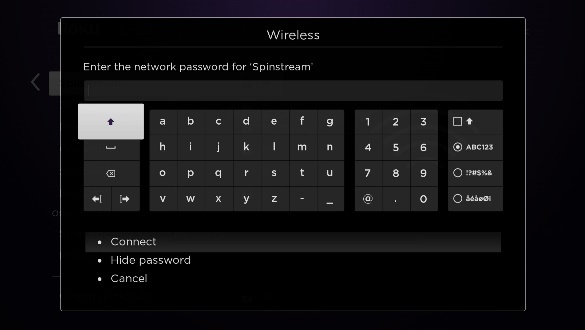 Wireless
Enter the network password for 'Spinstream'
a b c d e f g 1 2 3
h i j k l m n 4 5 6 ABC123
o p q r s t u 7 8 9 !?#$%&
v w x y z - _ @ . 0 áéåøØî
Connect
Hide password
Cancel